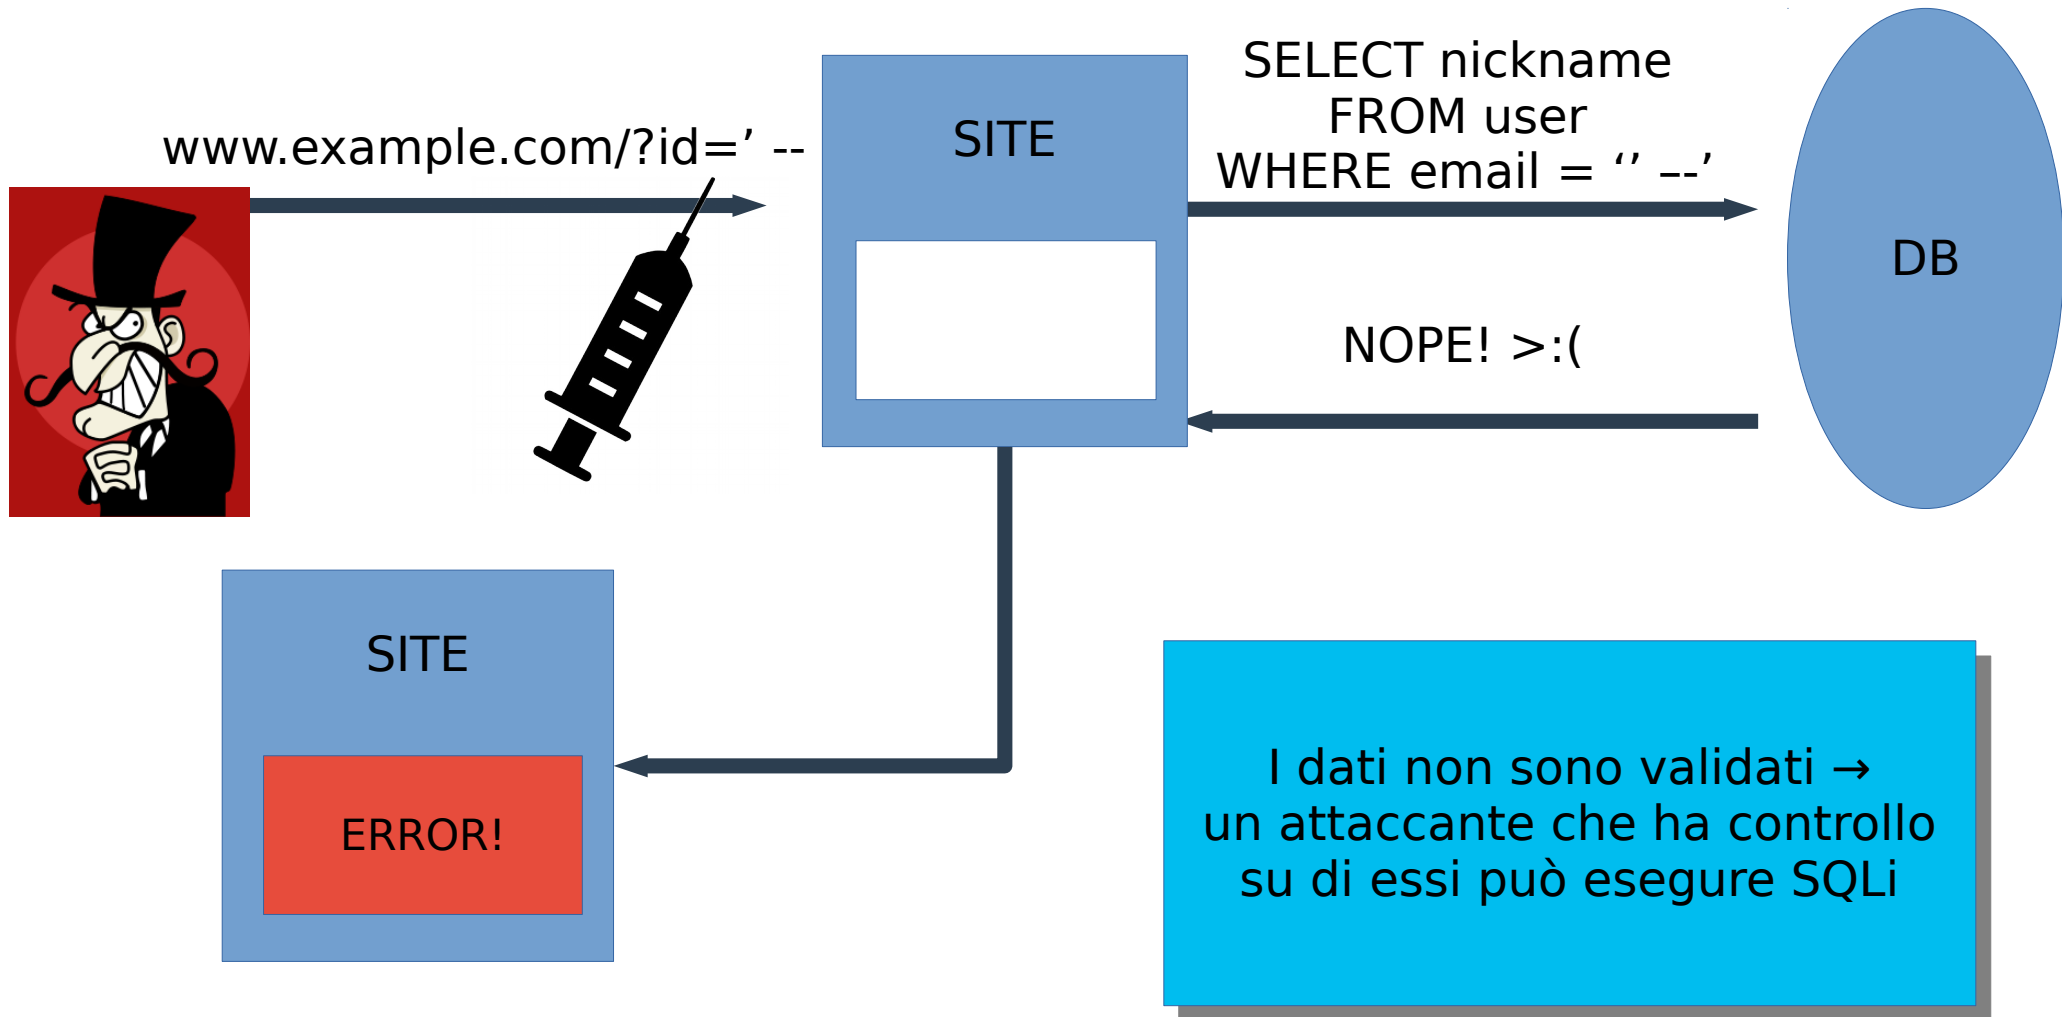 www.example.com/?id=’ --
SITE
SELECT nickname
FROM user
WHERE email = ‘’ –-’
DB
NOPE! >:(
SITE
ERROR!
I dati non sono validati →
un attaccante che ha controllo
su di essi può esegure SQLi